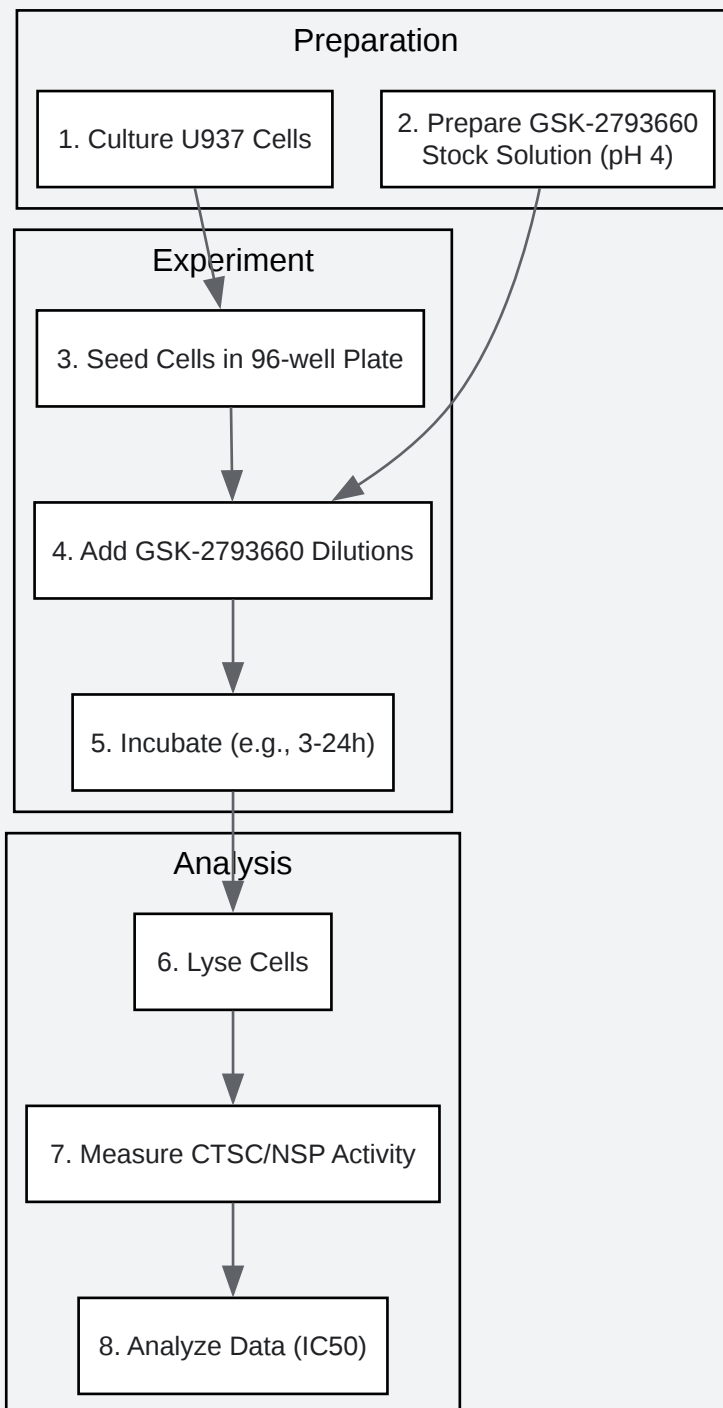 Preparation
1. Culture U937 Cells
2. Prepare GSK-2793660
Stock Solution (pH 4)
Experiment
3. Seed Cells in 96-well Plate
4. Add GSK-2793660 Dilutions
5. Incubate (e.g., 3-24h)
Analysis
6. Lyse Cells
7. Measure CTSC/NSP Activity
8. Analyze Data (IC50)